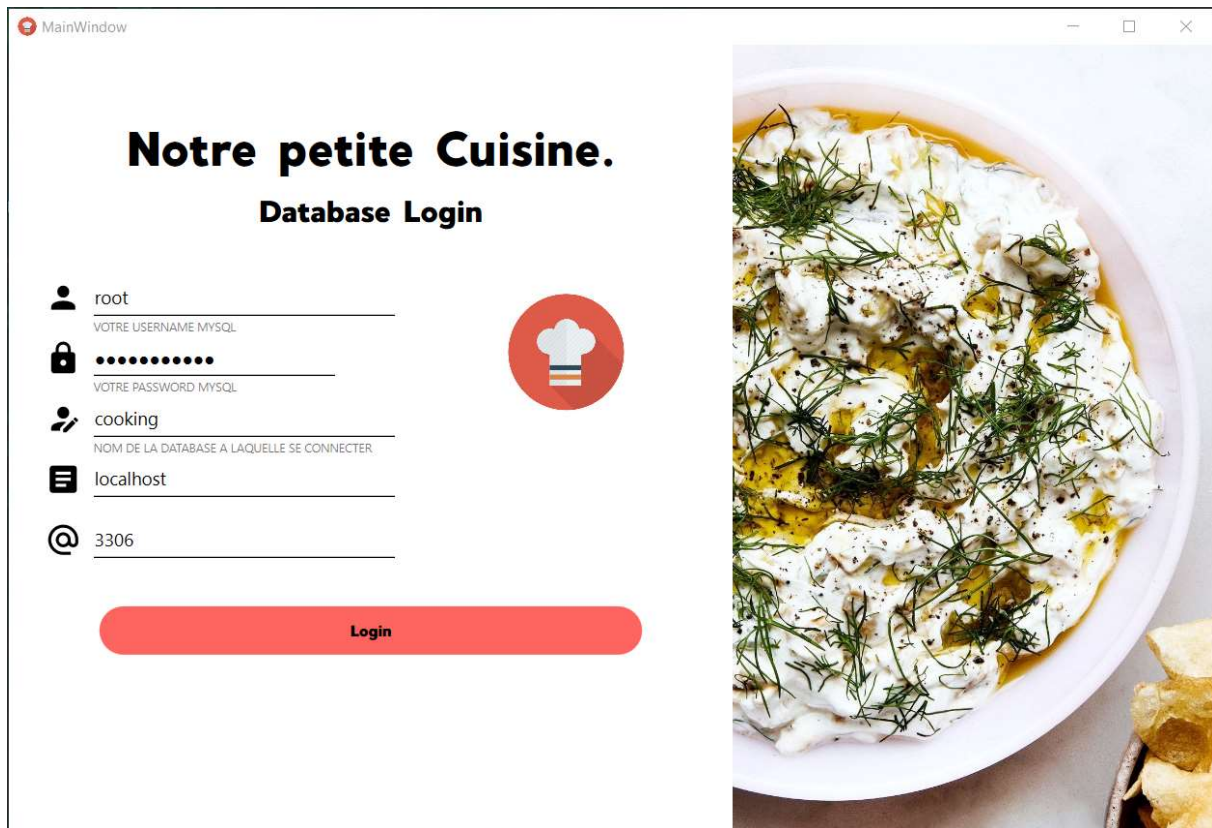 MainWindow
Notre petite Cuisine.
Database Login
root
VOTRE USERNAME MYSQL
•••••••••••
VOTRE PASSWORD MYSQL
cooking
NOM DE LA DATABASE A LAQUELLE SE CONNECTER
localhost
3306
Login